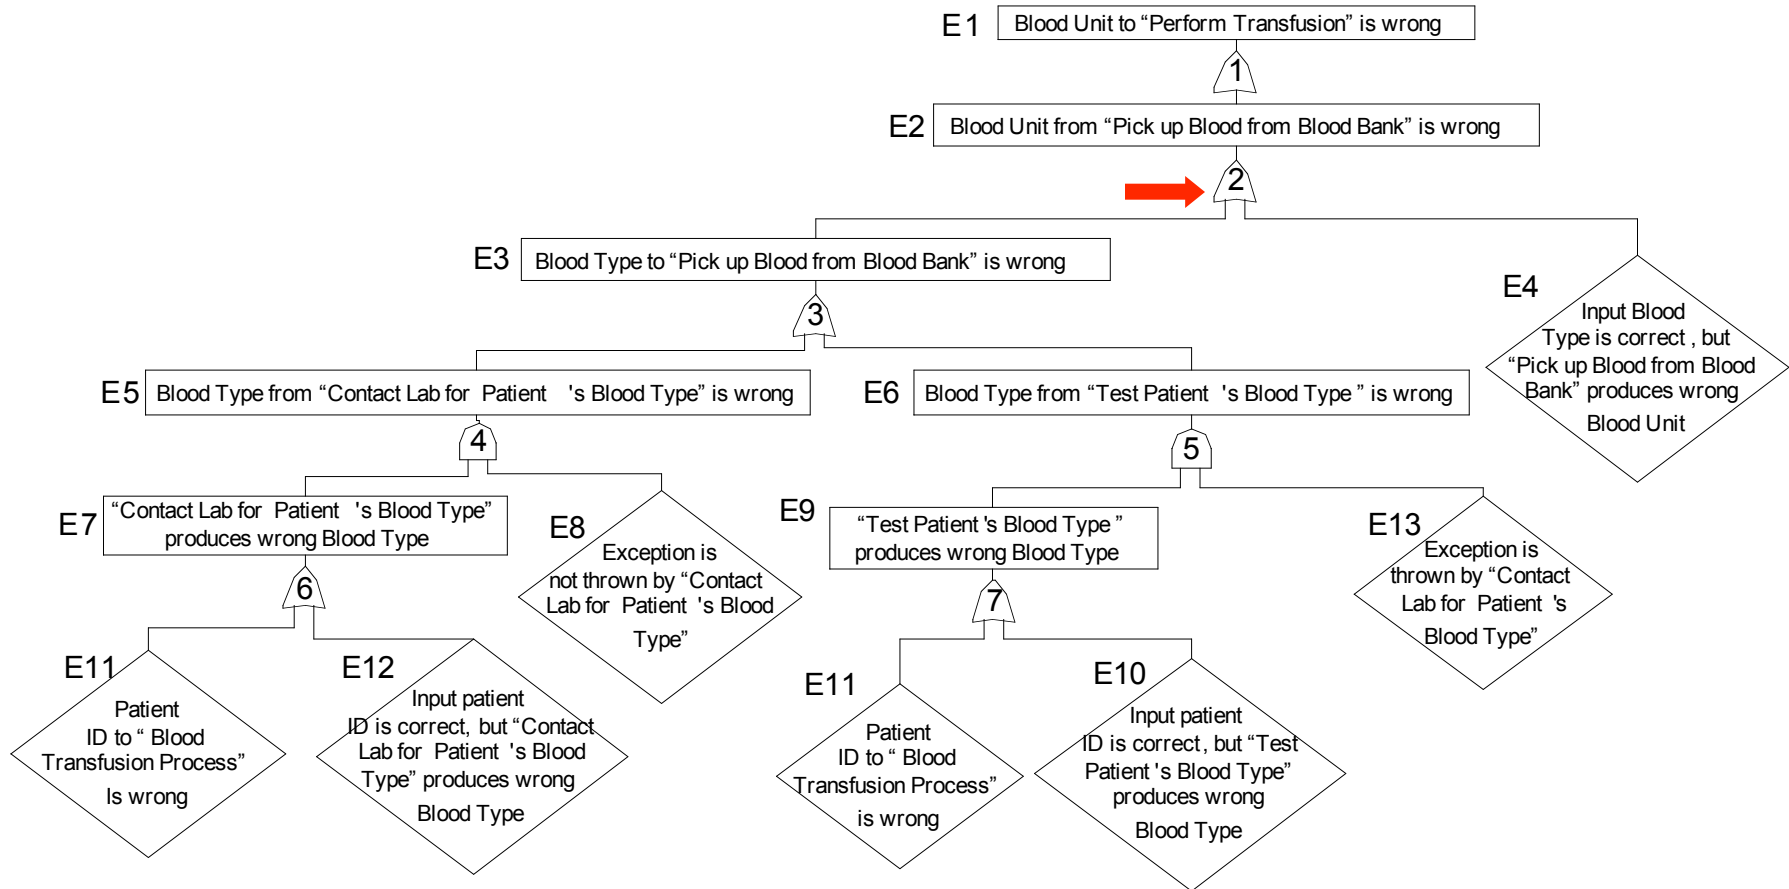 E1
Blood Unit to “Perform Transfusion” is wrong
1
E2
Blood Unit from “Pick up Blood from Blood Bank” is wrong
2
E3
Blood Type to “Pick up Blood from Blood Bank” is wrong
3
E4
Input Blood
Type is correct , but
“Pick up Blood from Blood
Bank” produces wrong
Blood Unit
E5
Blood Type from “Contact Lab for Patient 's Blood Type” is wrong
4
E6
Blood Type from “Test Patient 's Blood Type ” is wrong
5
E7
“Contact Lab for Patient 's Blood Type”
produces wrong Blood Type
6
E8
Exception is
not thrown by “Contact
Lab for Patient 's Blood
Type”
E9
“Test Patient 's Blood Type ”
produces wrong Blood Type
7
E13
Exception is
thrown by “Contact
Lab for Patient 's
Blood Type”
E11
Patient
ID to “ Blood
Transfusion Process”
Is wrong
E12
Input patient
ID is correct, but “Contact
Lab for Patient 's Blood
Type” produces wrong
Blood Type
E11
Patient
ID to “ Blood
Transfusion Process”
is wrong
E10
Input patient
ID is correct, but “Test
Patient 's Blood Type”
produces wrong
Blood Type